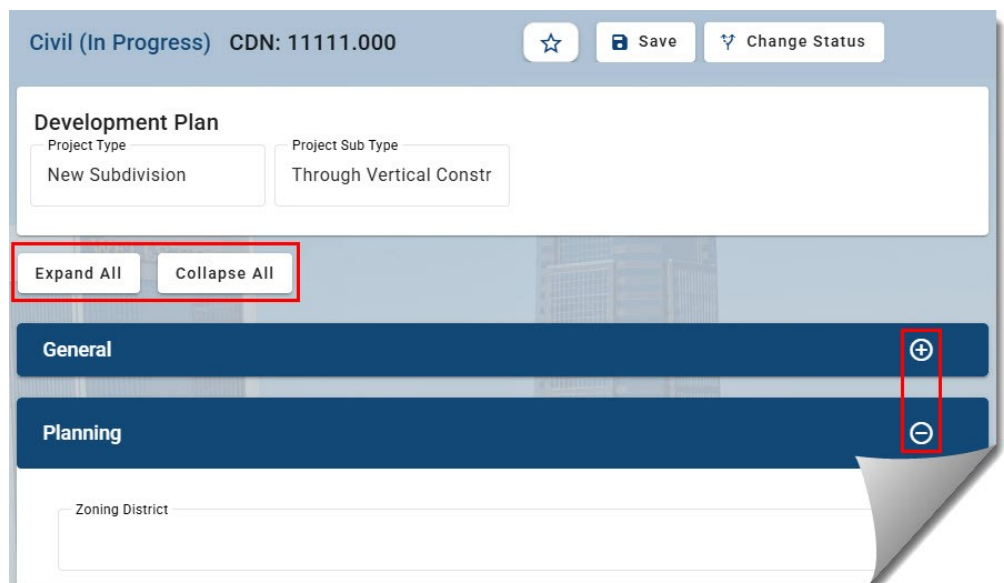 Civil (In Progress) CDN: 11111.000 Save Change Status
Development Plan
Project Type Project Sub Type
New Subdivision Through Vertical Constr
Expand All Collapse All
General
Planning
Zoning District